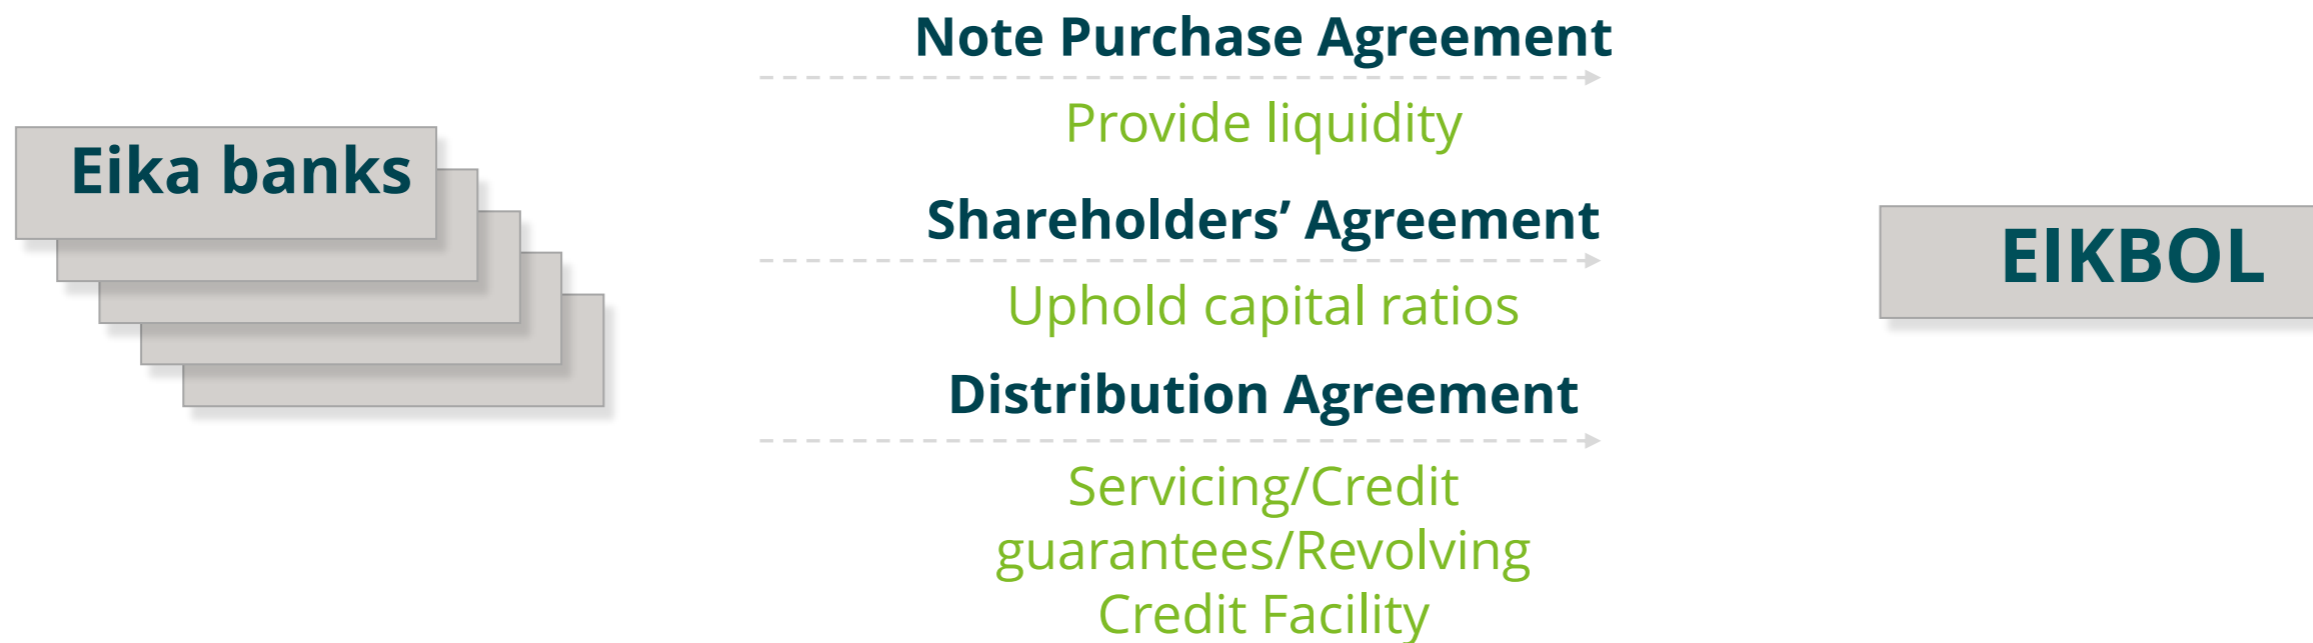 Note Purchase Agreement
Provide liquidity
Eika banks
Shareholders’ Agreement
EIKBOL
Uphold capital ratios
Distribution Agreement
Servicing/Credit
guarantees/Revolving
Credit Facility